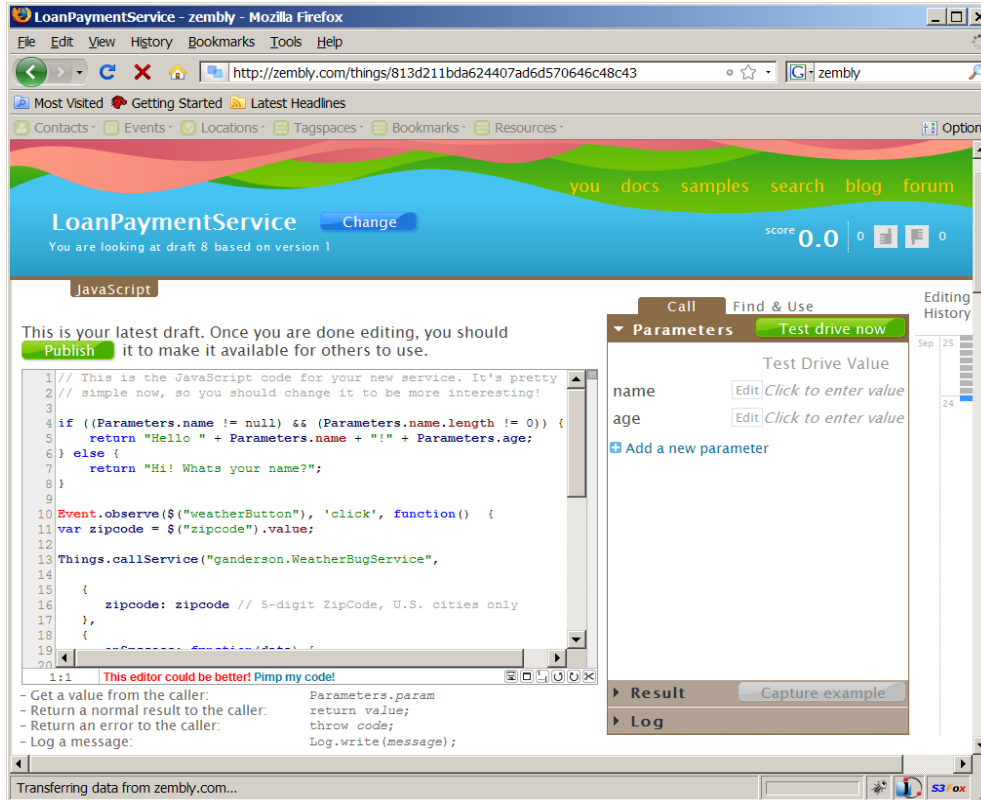 LoanPaymentService - zembly - Mozilla Firefox
File Edit View History Bookmarks Tools Help
http://zembly.com/things/813d211bda624407ad6d570646c48c43
G zembly
Most Visited Getting Started Latest Headlines
Contacts Events Locations Tagspaces Bookmarks Resources Option
you docs samples search blog forum
LoanPaymentService Change
You are looking at draft 8 based on version 1
score 0.0 0 0
JavaScript
This is your latest draft. Once you are done editing, you should
Publish it to make it available for others to use.
1 // This is the JavaScript code for your new service. It's pretty
2 // simple now, so you should change it to be more interesting!
3
4 if ((Parameters.name != null) && (Parameters.name.length != 0)) {
5 return "Hello " + Parameters.name + "!" + Parameters.age;
6 } else {
7 return "Hi! Whats your name?";
8 }
9
10 Event.observe($("weatherButton"), 'click', function() {
11 var zipcode = $("zipcode").value;
12
13 Things.callService("ganderson.WeatherBugService",
14
15 {
16 zipcode: zipcode // 5-digit ZipCode, U.S. cities only
17 },
18 {
19
20
1:1 This editor could be better! Pimp my code!
– Get a value from the caller: Parameters.param
– Return a normal result to the caller: return value;
– Return an error to the caller: throw code;
– Log a message: Log.write(message);
Call Find & Use
Parameters Test drive now
Test Drive Value
name Edit Click to enter value
age Edit Click to enter value
Add a new parameter
Result Capture example
Log
Editing
History
Sep 25
24
Transferring data from zembly.com...
S3Fox